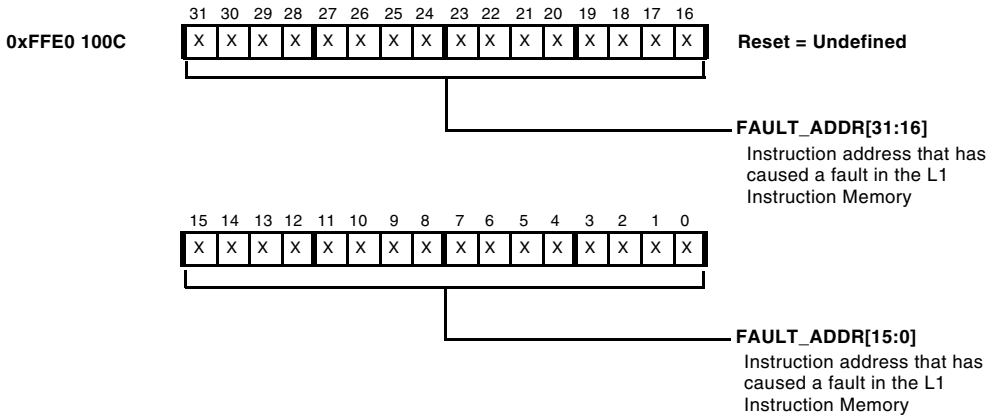 31 30 29 28 27 26 25 24 23 22 21 20 19 18 17 16
0xFFE0 100C X X X X X X X X X X X X X X X X Reset = Undefined
FAULT_ADDR[31:16]
Instruction address that has
caused a fault in the L1
Instruction Memory
15 14 13 12 11 10 9 8 7 6 5 4 3 2 1 0
X X X X X X X X X X X X X X X X
FAULT_ADDR[15:0]
Instruction address that has
caused a fault in the L1
Instruction Memory